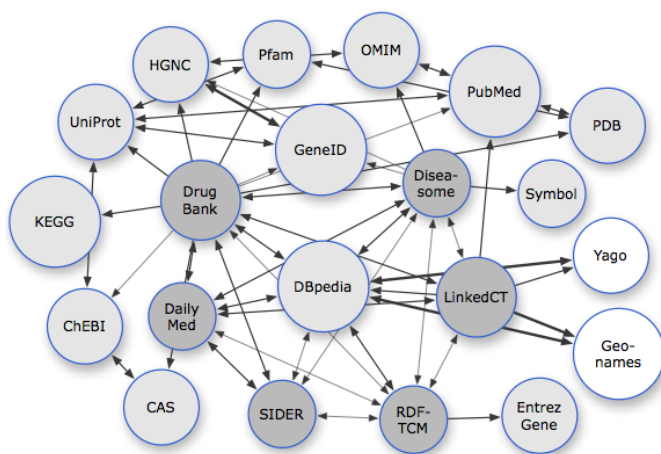 Pfam
OMIM
HGNC
PubMed
UniProt
GeneID
PDB
Drug
Bank
Disea-
some
Symbol
KEGG
Yago
DBpedia
LinkedCT
Daily
Med
ChEBI
Geo-
names
CAS
SIDER
RDF-
TCM
Entrez
Gene